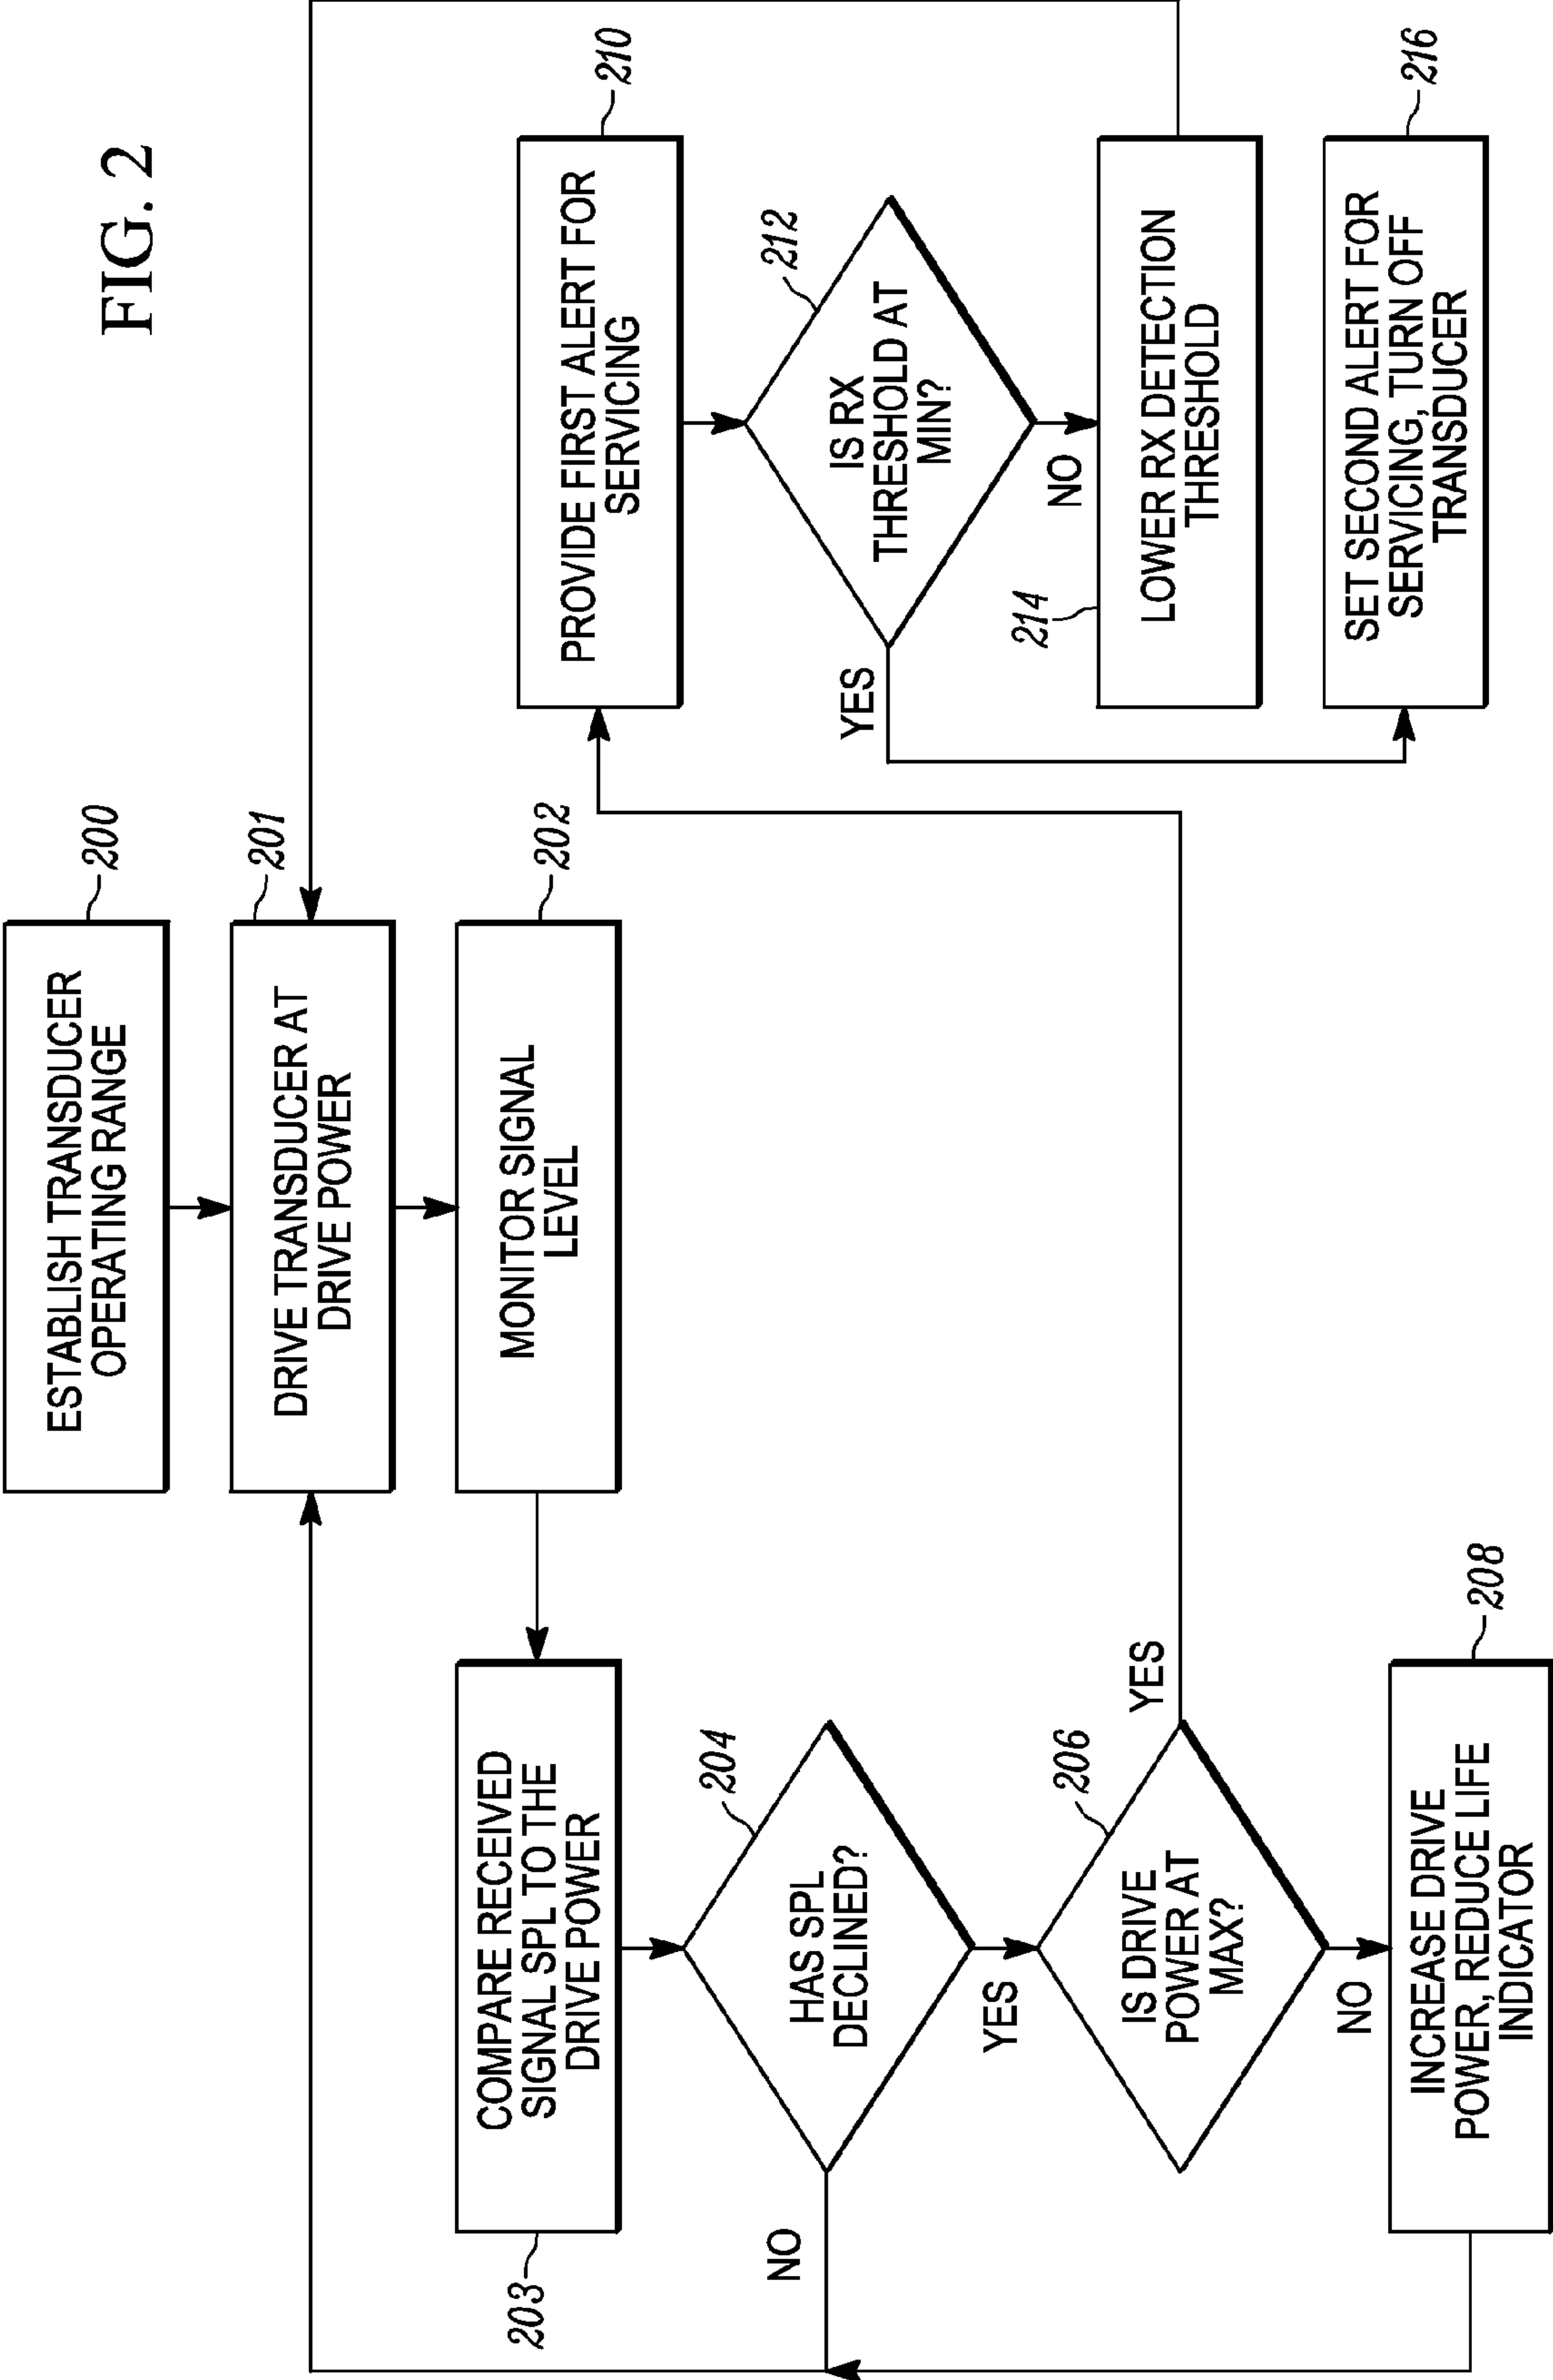 FIG. 2
ESTABLISH TRANSDUCER
OPERATING RANGE
200
DRIVE TRANSDUCER AT
DRIVE POWER
201
MONITOR SIGNAL
LEVEL
202
COMPARE RECEIVED
SIGNAL SPL TO THE
DRIVE POWER
203
HAS SPL
DECLINED?
204
NO
YES
IS DRIVE
POWER AT
MAX?
206
YES
NO
INCREASE DRIVE
POWER, REDUCE LIFE
INDICATOR
208
PROVIDE FIRST ALERT FOR
SERVICING
210
IS RX
THRESHOLD AT
MIN?
212
YES
NO
LOWER RX DETECTION
THRESHOLD
214
SET SECOND ALERT FOR
SERVICING, TURN OFF
TRANSDUCER
216